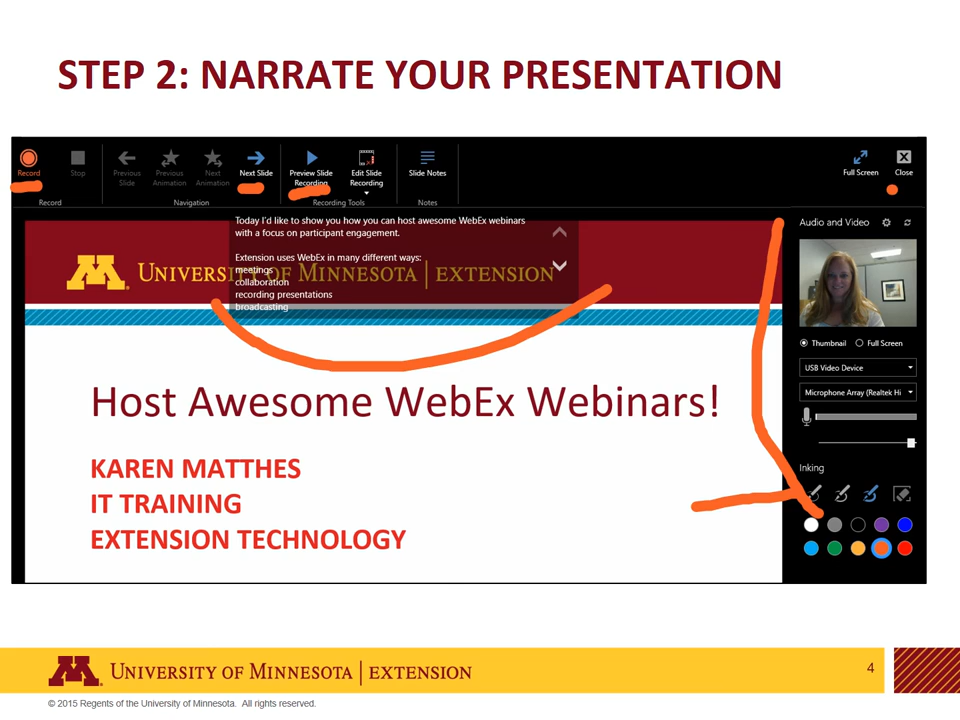 STEP 2: NARRATE YOUR PRESENTATION
Record
Stop
Previous
Slide
Previous
Animation
Next
Animation
Next Slide
Preview Slide
Recording
Edit Slide
Recording
Slide Notes
Full Screen
Close
Record
Navigation
Recording Tools
Notes
Today I'd like to show you how you can host awesome WebEx webinars
with a focus on participant engagement.
Extension uses WebEx in many different ways:
meetings
collaboration
recording presentations
broadcasting
UNIVERSITY OF MINNESOTA | EXTENSION
Audio and Video
Thumbnail
Full Screen
USB Video Device
Microphone Array (Realtek Hi
Inking
Host Awesome WebEx Webinars!
KAREN MATTHES
IT TRAINING
EXTENSION TECHNOLOGY
UNIVERSITY OF MINNESOTA | EXTENSION
4
© 2015 Regents of the University of Minnesota. All rights reserved.